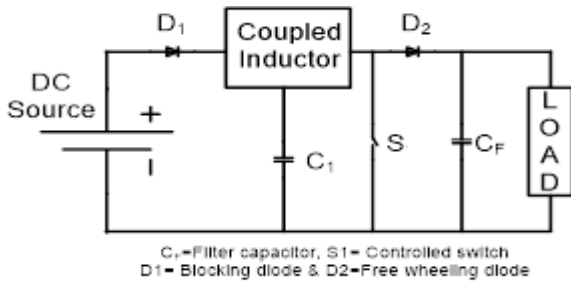 D1
D2
Coupled
Inductor
DC
Source
+
C1
S
CF
LOAD
CF=Filter capacitor, S1= Controlled switch
D1= Blocking diode & D2=Free wheeling diode